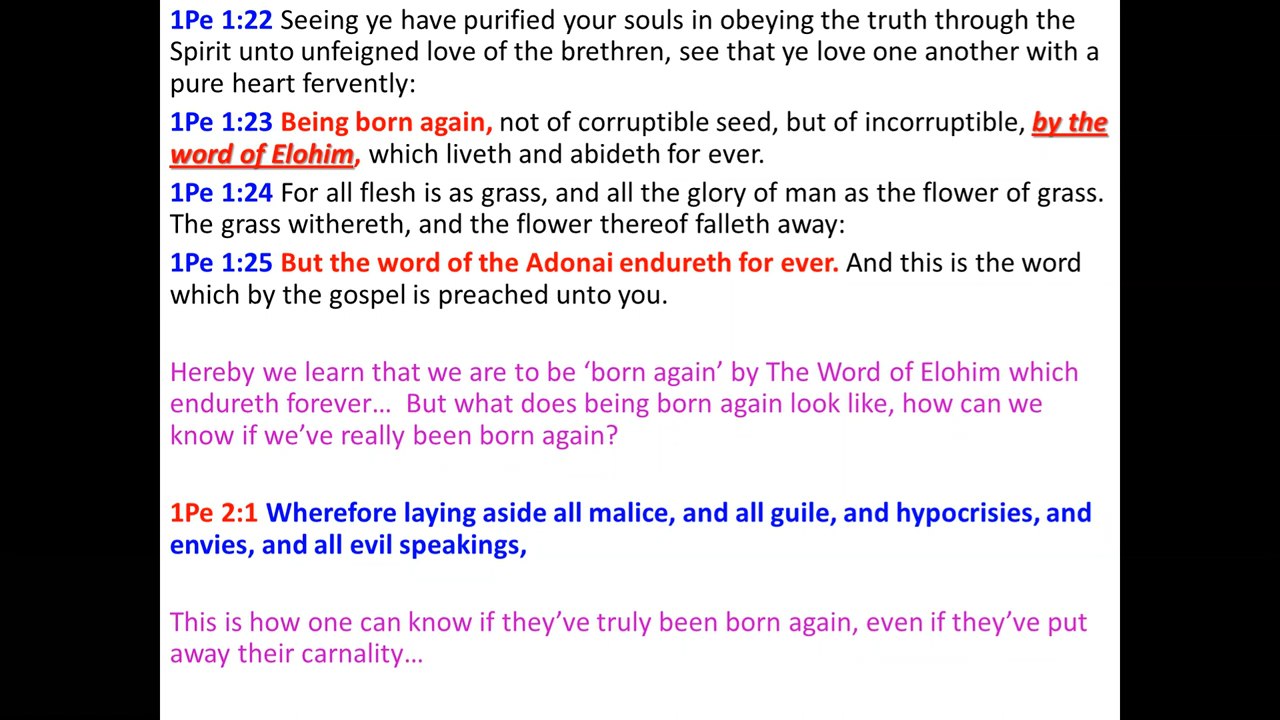 1Pe 1:22 Seeing ye have purified your souls in obeying the truth through the
Spirit unto unfeigned love of the brethren, see that ye love one another with a
pure heart fervently:
1Pe 1:23 Being born again, not of corruptible seed, but of incorruptible, by the
word of Elohim, which liveth and abideth for ever.
1Pe 1:24 For all flesh is as grass, and all the glory of man as the flower of grass.
The grass withereth, and the flower thereof falleth away:
1Pe 1:25 But the word of the Adonai endureth for ever. And this is the word
which by the gospel is preached unto you.
Hereby we learn that we are to be ‘born again’ by The Word of Elohim which
endureth forever… But what does being born again look like, how can we
know if we’ve really been born again?
1Pe 2:1 Wherefore laying aside all malice, and all guile, and hypocrisies, and
envies, and all evil speakings,
This is how one can know if they’ve truly been born again, even if they’ve put
away their carnality…